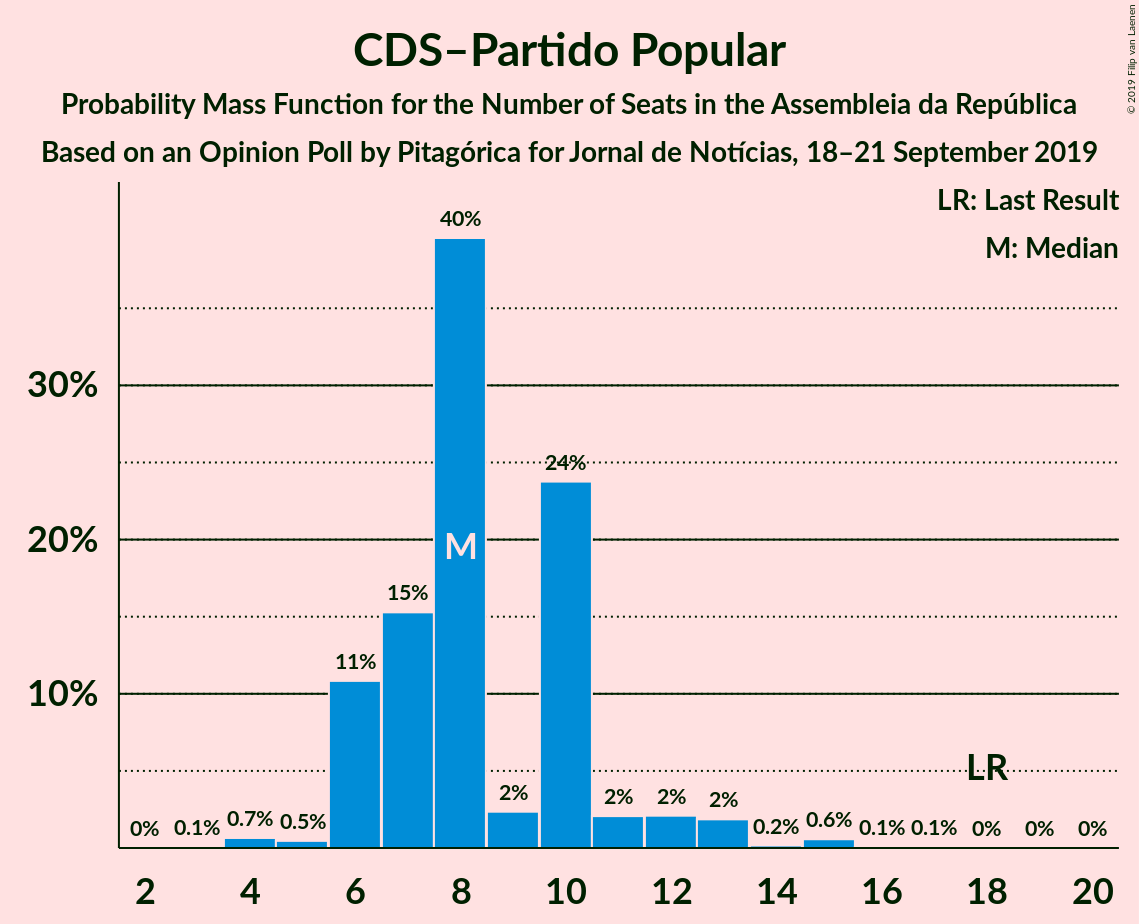 CDS–Partido Popular
Probability Mass Function for the Number of Seats in the Assembleia da República
Based on an Opinion Poll by Pitagórica for Jornal de Notícias, 18–21 September 2019
© 2019 Filip van Laenen
LR: Last Result
M: Median
40%
30%
24%
20%
M
15%
11%
10%
LR
2%
2%
2%
2%
0%
0.1%
0.7%
0.5%
0.2%
0.6%
0.1%
0.1%
0%
0%
0%
2 4 6 8 10 12 14 16 18 20